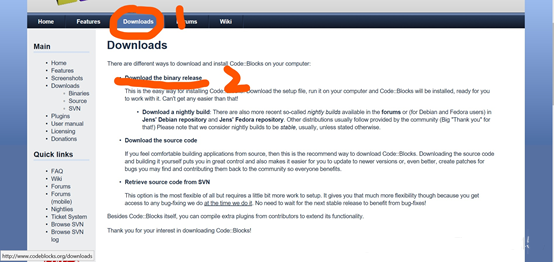 Home Features Downloads Forums Wiki
1
Main
Home
Features
Screenshots
Downloads
Binaries
Source
SVN
Plugins
User manual
Licensing
Donations
Quick links
FAQ
Wiki
Forums
Forums
(mobile)
Nightlies
Ticket System
Browse SVN
Browse SVN
log
Downloads
There are different ways to download and install Code::Blocks on your computer:
Download the binary release
2
This is the easy way for installing Code::Blocks. Download the setup file, run it on your computer and Code::Blocks will be installed, ready for you
to work with it. Can't get any easier than that!
Download a nightly build: There are also more recent so-called nightly builds available in the forums or (for Debian and Fedora users) in
Jens' Debian repository and Jens' Fedora repository. Other distributions usually follow provided by the community (Big "Thank you" for
that!) Please note that we consider nightly builds to be stable, usually, unless stated otherwise.
Download the source code
If you feel comfortable building applications from source, then this is the recommend way to download Code::Blocks. Downloading the source code
and building it yourself puts you in great control and also makes it easier for you to update to newer versions or, even better, create patches for
bugs you may find and contributing them back to the community so everyone benefits.
Retrieve source code from SVN
This option is the most flexible of all but requires a little bit more work to setup. It gives you that much more flexibility though because you get
access to any bug-fixing we do at the time we do it. No need to wait for the next stable release to benefit from bug-fixes!
Besides Code::Blocks itself, you can compile extra plugins from contributors to extend its functionality.
Thank you for your interest in downloading Code::Blocks!
http://www.codeblocks.org/downloads